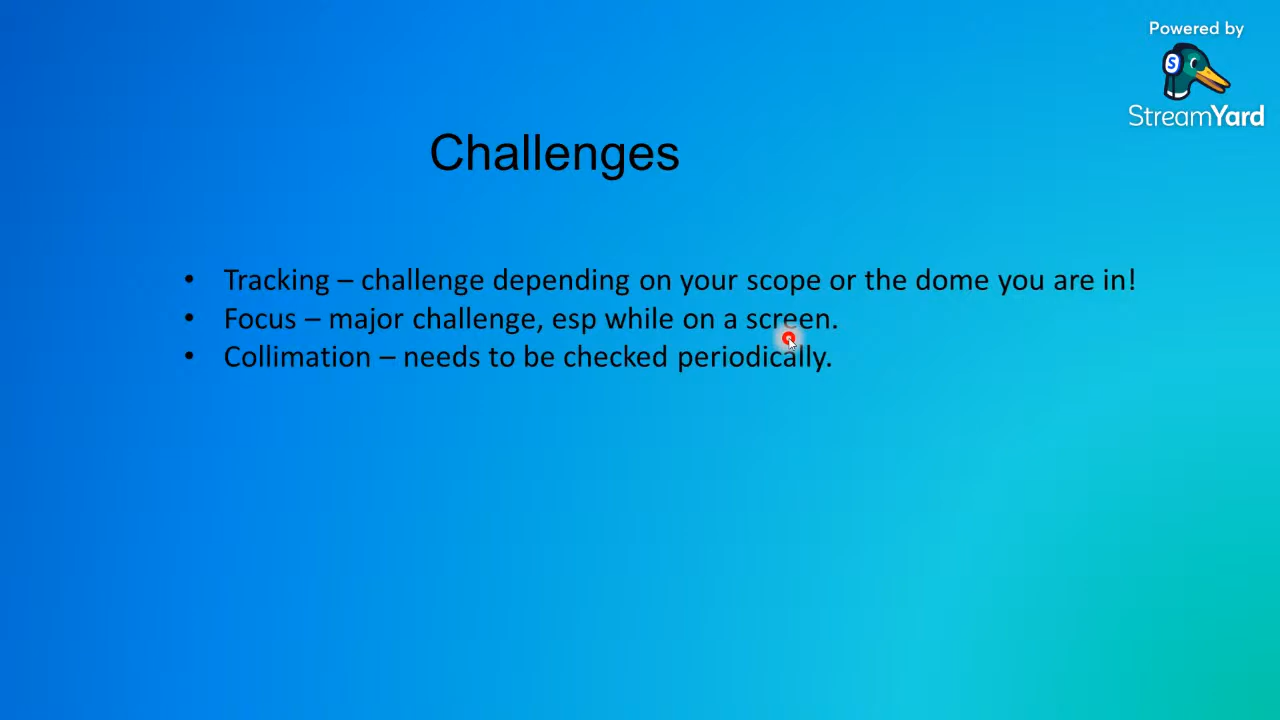 Powered by
StreamYard
Challenges
• Tracking – challenge depending on your scope or the dome you are in!
• Focus – major challenge, esp while on a screen.
• Collimation – needs to be checked periodically.